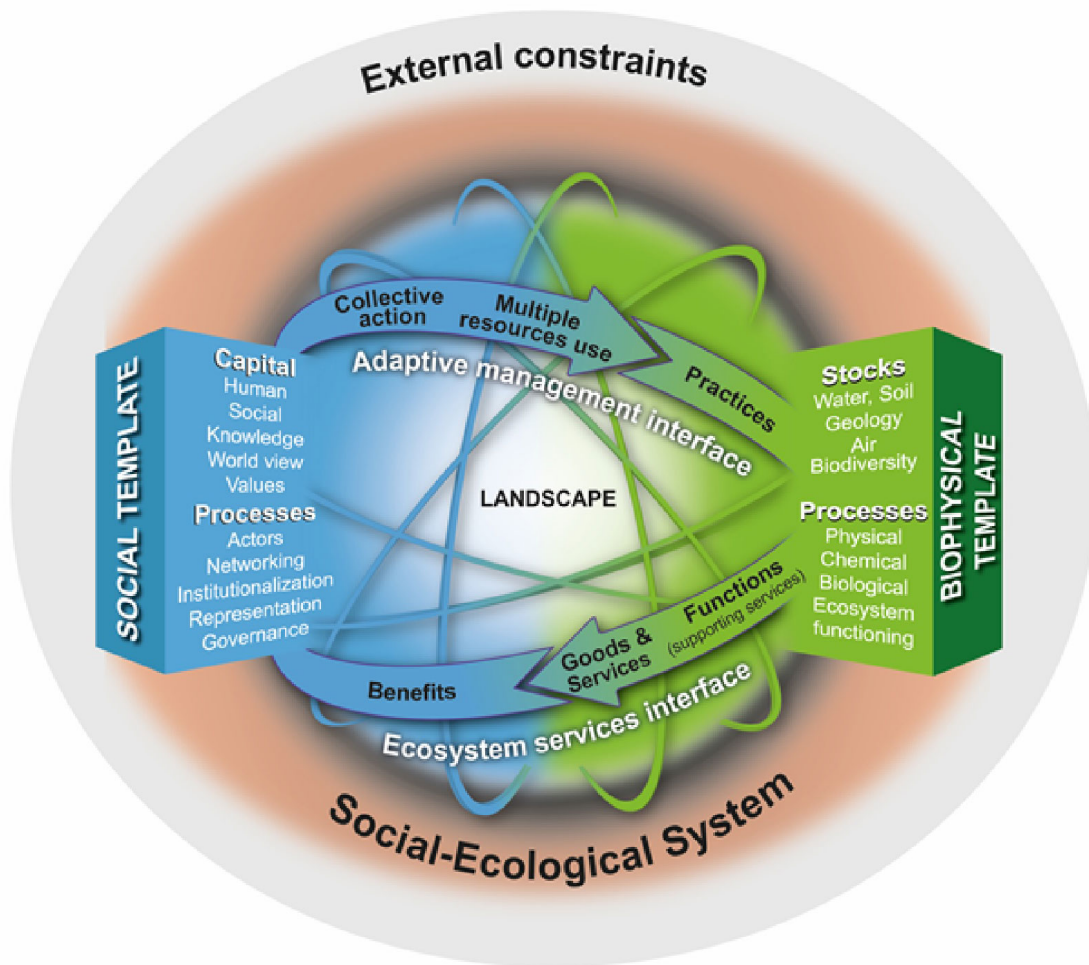 External constraints
Collective
action
Multiple
resources use
Practices
Adaptive management interface
SOCIAL TEMPLATE
Capital
Human
Social
Knowledge
World view
Values
Processes
Actors
Networking
Institutionalization
Representation
Governance
LANDSCAPE
Stocks
Water, Soil
Geology
Air
Biodiversity
Processes
Physical
Chemical
Biological
Ecosystem
functioning
BIOPHYSICAL
TEMPLATE
Functions
(supporting services)
Goods &
Services
Benefits
Ecosystem services interface
Social-Ecological System